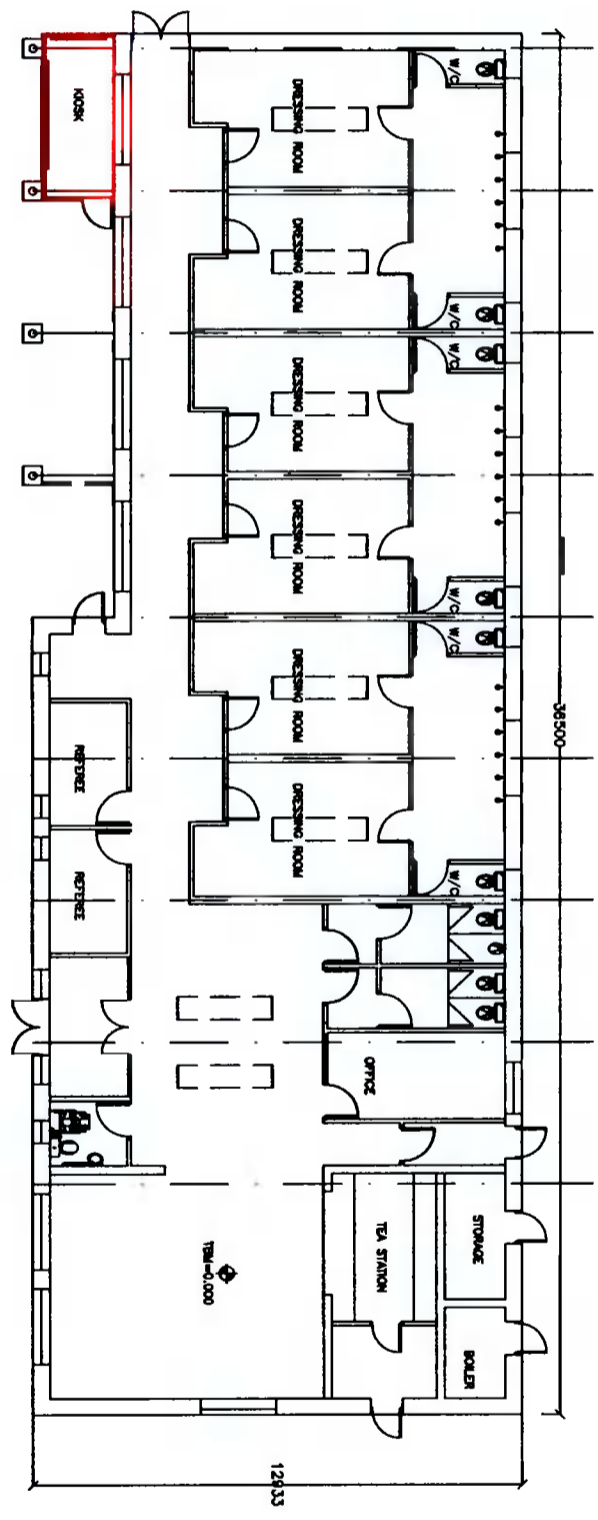 KIOSK
DRESSING ROOM
W/C
DRESSING ROOM
W/C
DRESSING ROOM
W/C
DRESSING ROOM
W/C
DRESSING ROOM
W/C
DRESSING ROOM
W/C
36500
REFEREE
REFEREE
OFFICE
TEA STATION
STORAGE
BOILER
TBM=0.000
12933